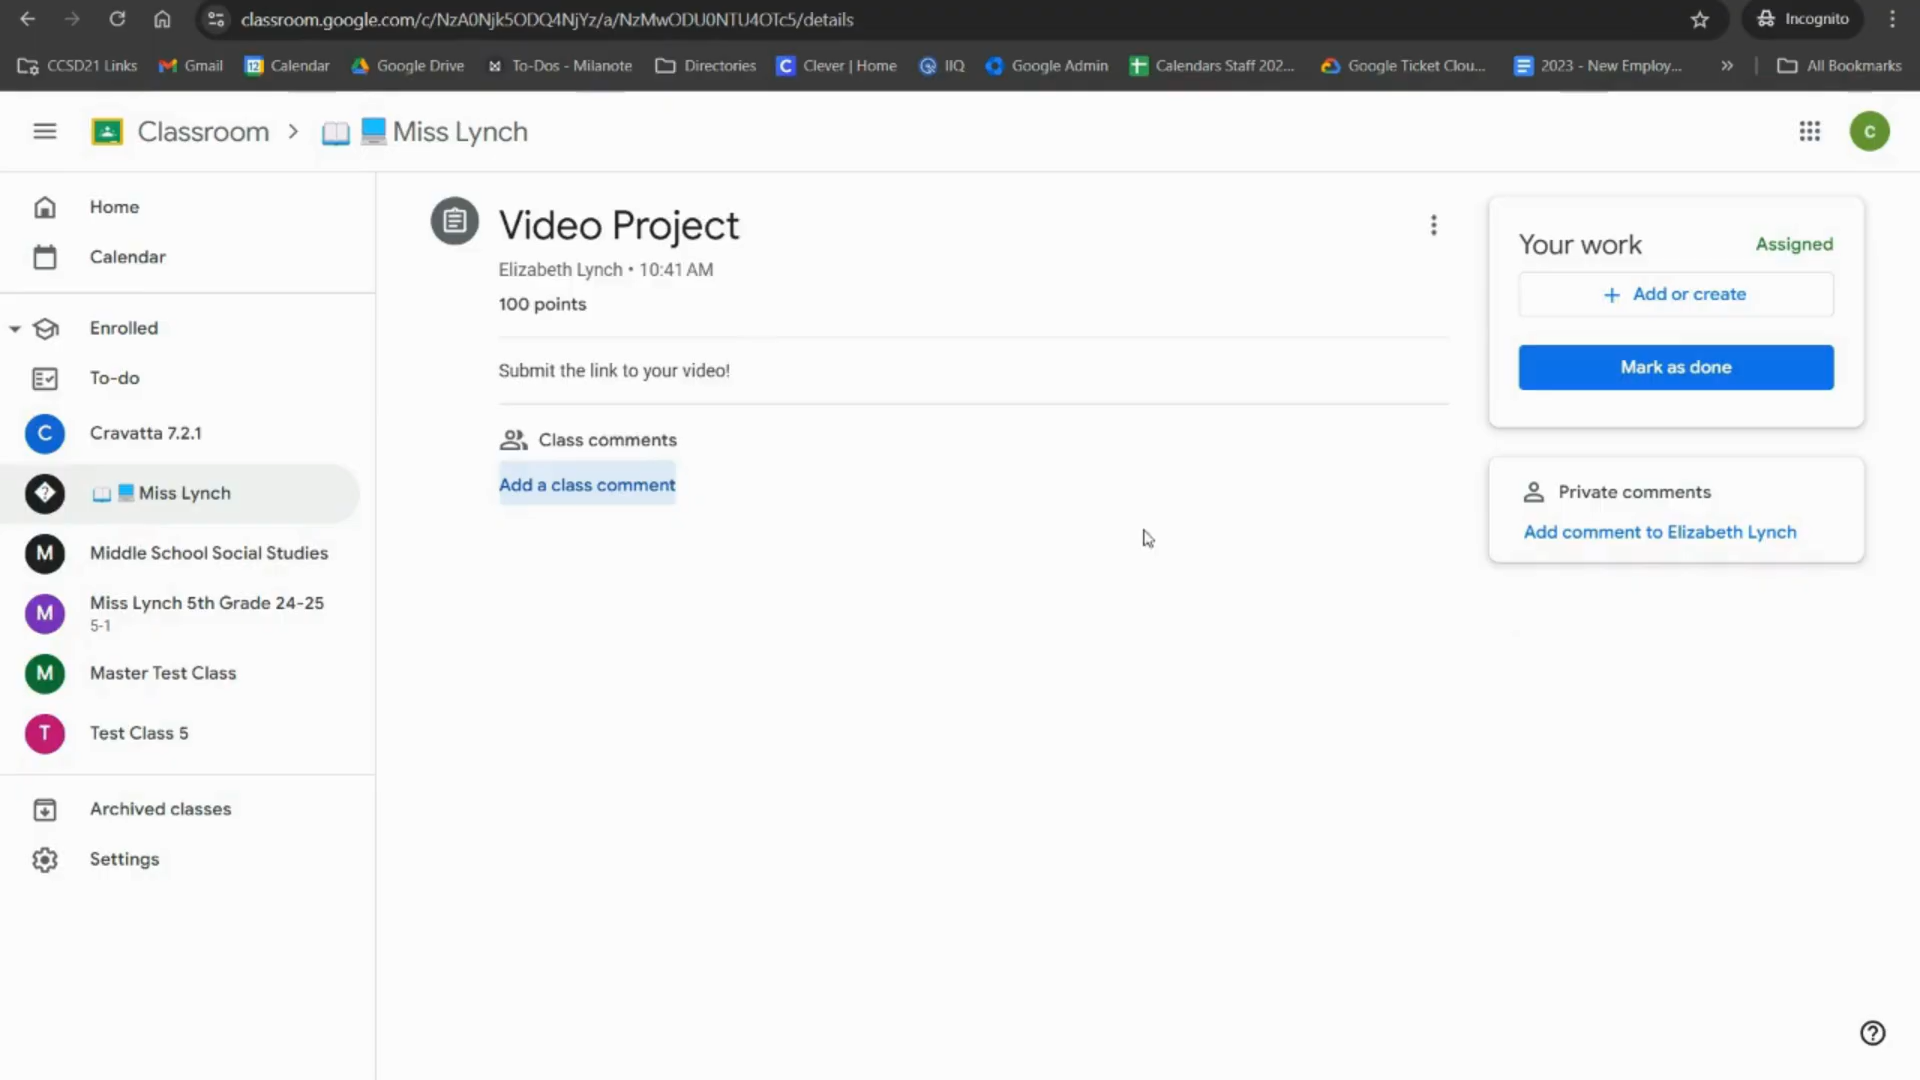 classroom.google.com/c/NzA0Njk5ODQ4NjYz/a/NzMwODU0NTU4OTc5/details
Incognito
CCSD21 Links
Gmail
Calendar
Google Drive
To-Dos - Milanote
Directories
Clever | Home
IIQ
Google Admin
Calendars Staff 202...
Google Ticket Clou...
2023 - New Employ...
»
All Bookmarks
Classroom > 📖 💻 Miss Lynch
C
Home
Calendar
Enrolled
To-do
C Cravatta 7.2.1
📖 💻 Miss Lynch
M Middle School Social Studies
M Miss Lynch 5th Grade 24-25
5-1
M Master Test Class
T Test Class 5
Archived classes
Settings
Video Project
Elizabeth Lynch • 10:41 AM
100 points
Submit the link to your video!
Class comments
Add a class comment
Your work
Assigned
+ Add or create
Mark as done
Private comments
Add comment to Elizabeth Lynch